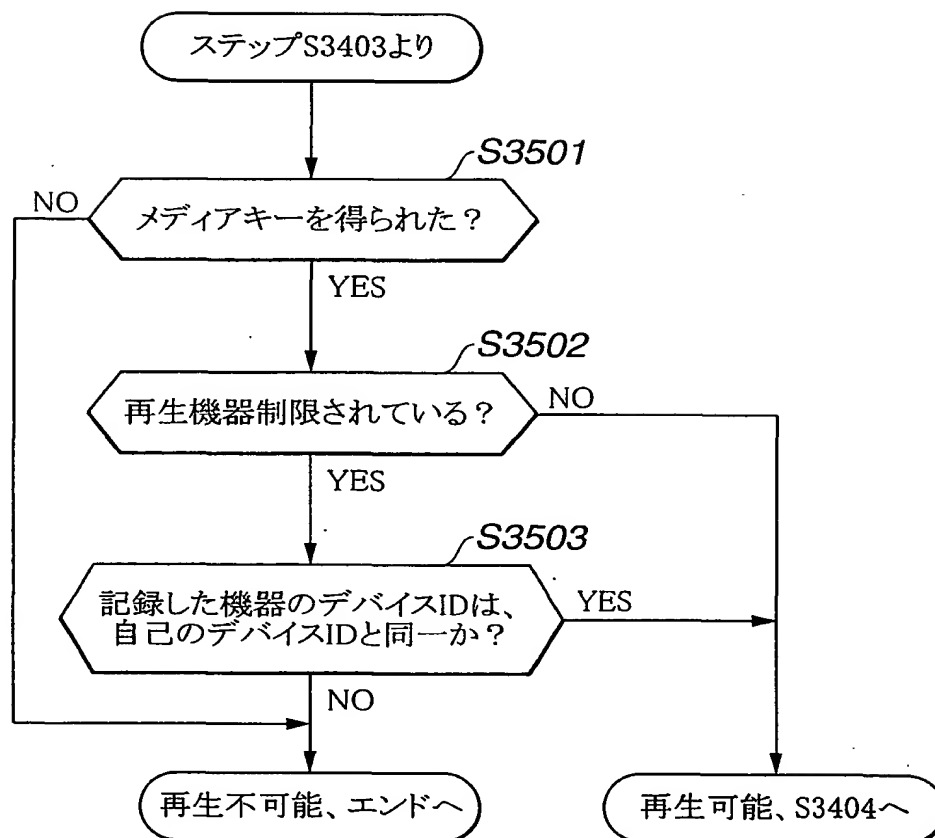 ステップS3403より
S3501
NO
メディアキーを得られた?
YES
S3502
再生機器制限されている?
NO
YES
S3503
記録した機器のデバイスIDは、
自己のデバイスIDと同一か?
YES
NO
再生不可能、エンドへ
再生可能、S3404へ